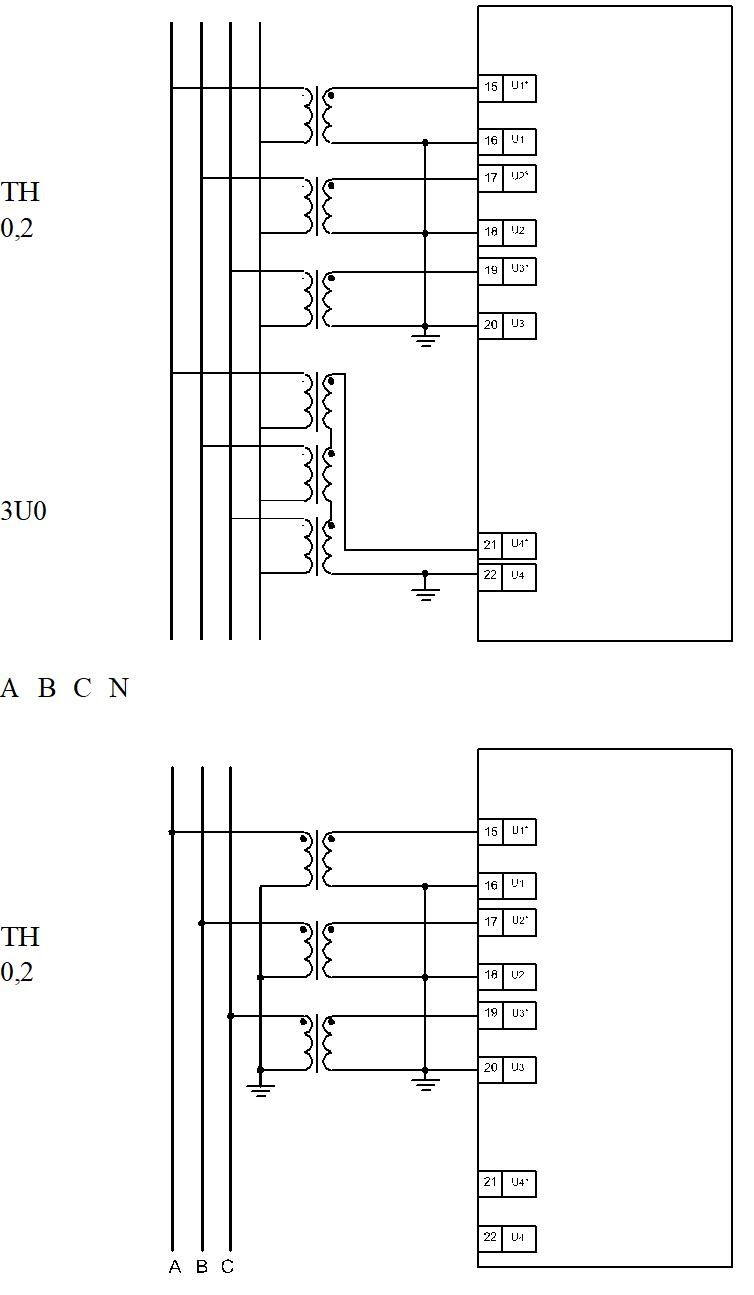 15 U1*
16 U1
TH
17 U2*
0,2
18 U2
19 U3*
20 U3
3U0
21 U4*
22 U4
A B C N
15 U1*
16 U1
17 U2*
TH
0,2
18 U2
19 U3*
20 U3
21 U4*
22 U4
A B C